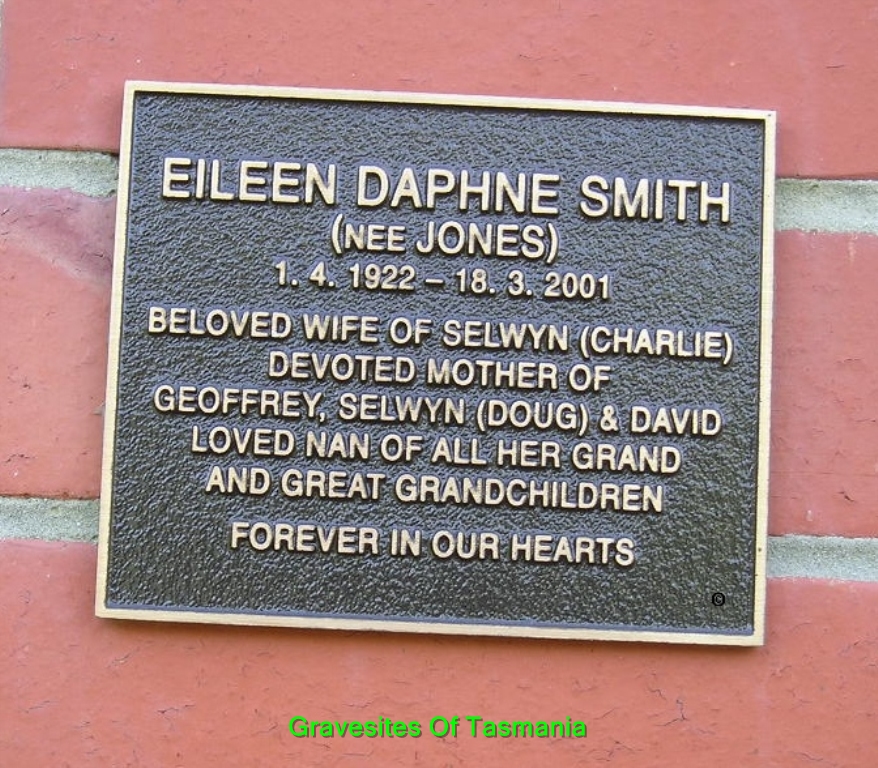 EILEEN DAPHNE SMITH
(NEE JONES)
1. 4. 1922 – 18. 3. 2001
BELOVED WIFE OF SELWYN (CHARLIE)
DEVOTED MOTHER OF
GEOFFREY, SELWYN (DOUG) & DAVID
LOVED NAN OF ALL HER GRAND
AND GREAT GRANDCHILDREN
FOREVER IN OUR HEARTS
©
Gravesites Of Tasmania